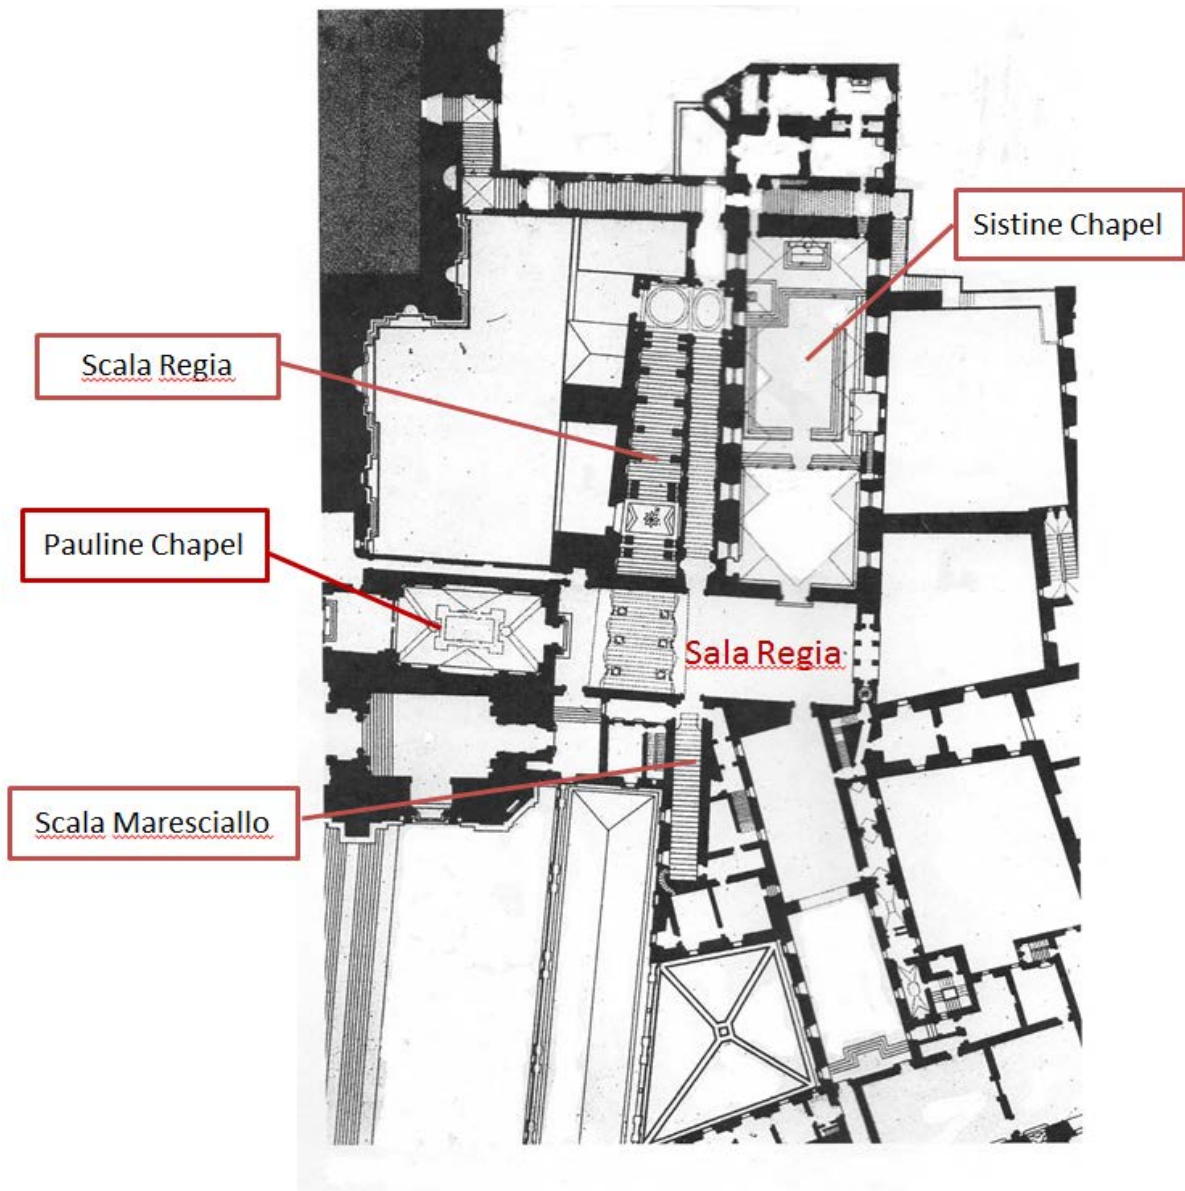 Sistine Chapel
Scala Regia
Pauline Chapel
Sala Regia
Scala Maresciallo